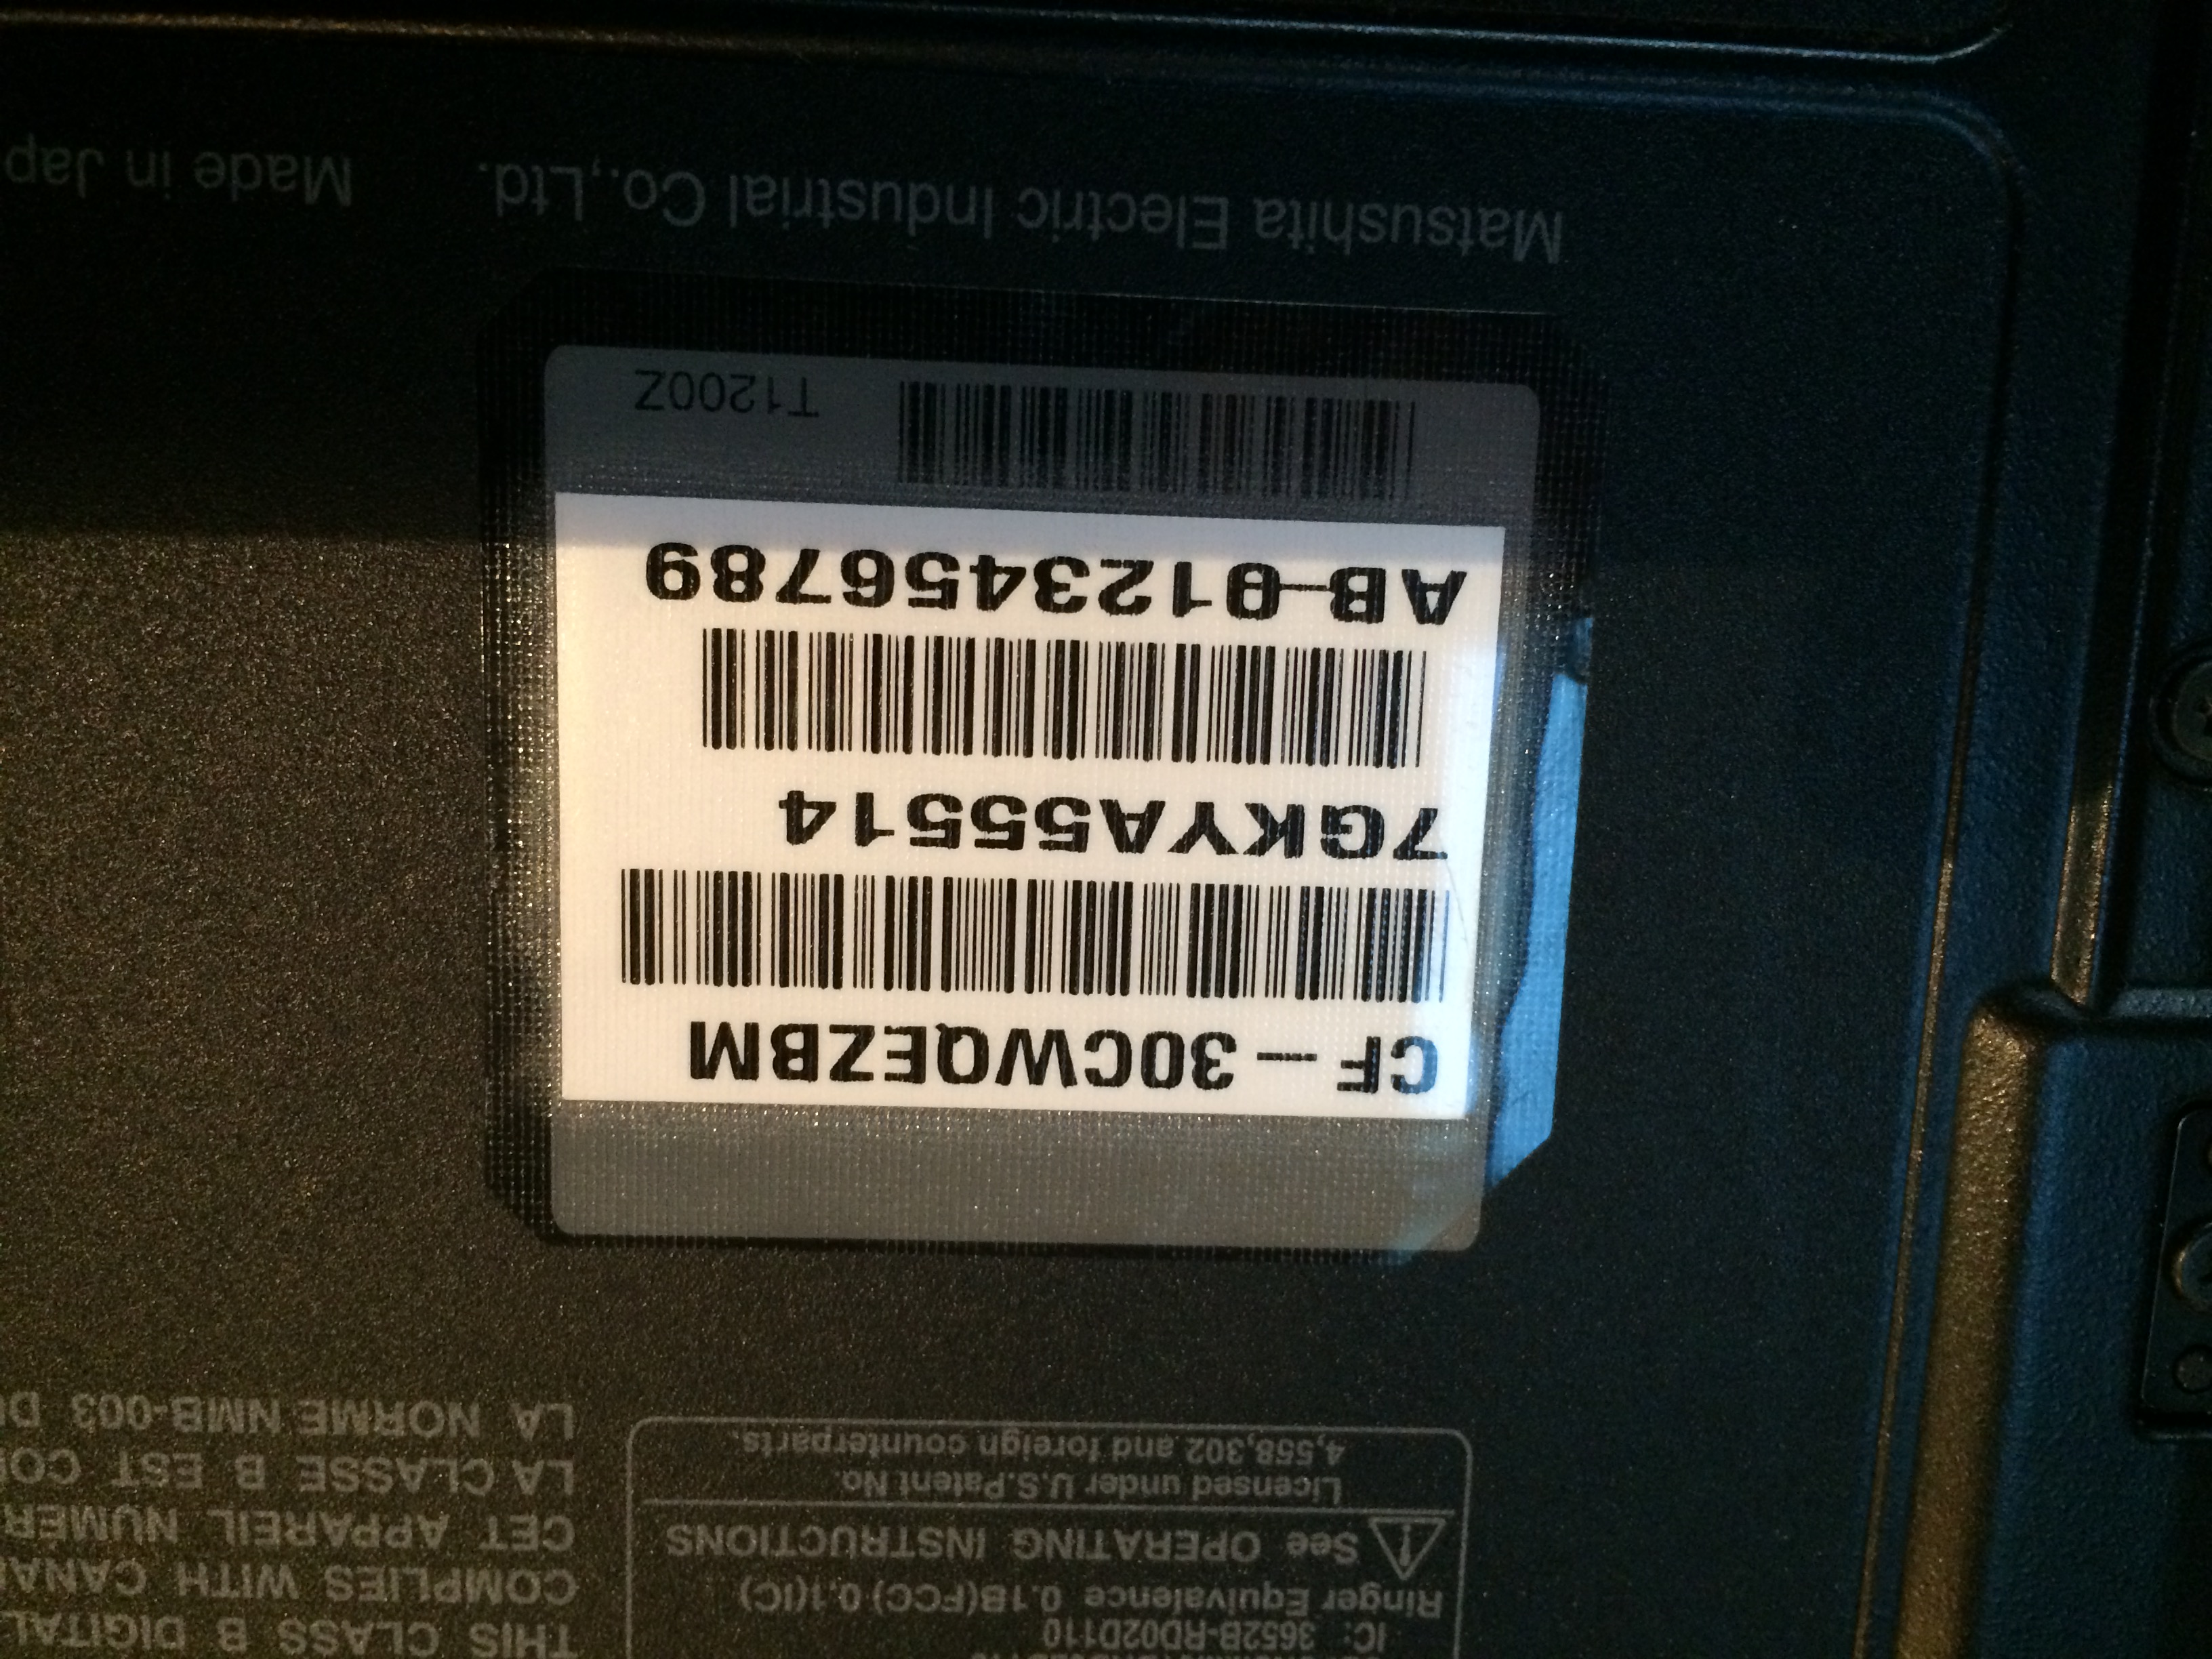 THIS CLASS B DIGITAL
COMPLIES WITH CANA
CET APPAREIL NUMÉR
LA CLASSE B EST CO
LA NORME NMB-003 D
IC: 3652B-RD02D110
Ringer Equivalence 0.1B(FCC) 0,1(IC)
See OPERATING INSTRUCTIONS
Licensed under U.S.Patent No.
4,558,302 and foreign counterparts.
CF-30CWQEZBM
7GKYA55514
AB-0123456789
T1200Z
Matsushita Electric Industrial Co.,Ltd.
Made in Jap